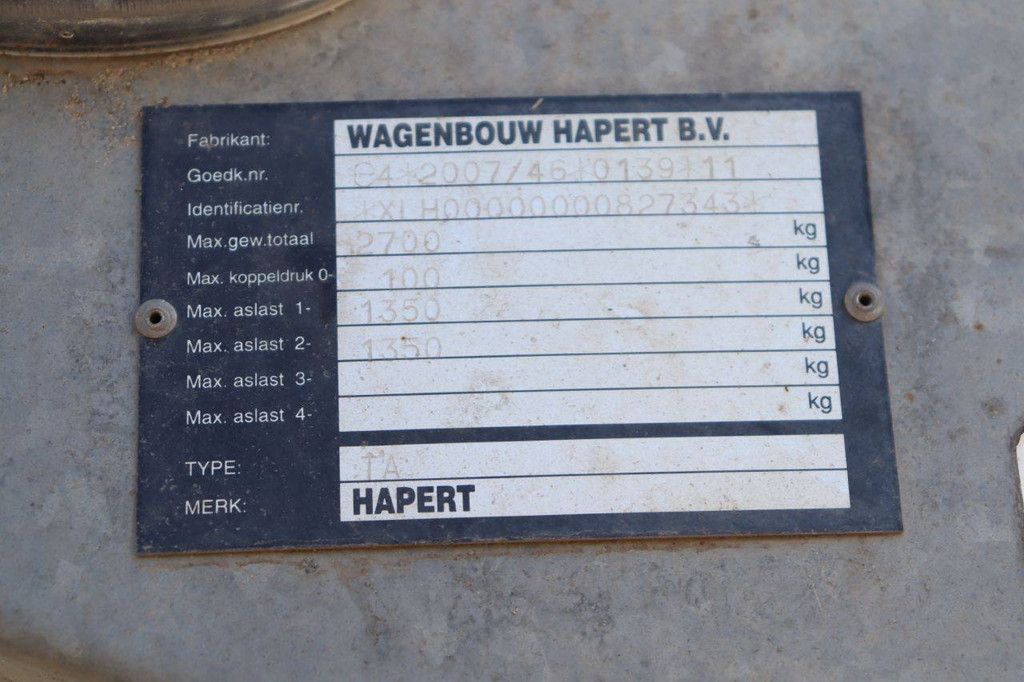 Fabrikant: WAGENBOUW HAPERT B.V.
Goedk.nr. e4*2007/46*0139*11
Identificatienr. *XLH00000000827343*
Max.gew.totaal 2700 kg
Max. koppeldruk 0- 100 kg
Max. aslast 1- 1350 kg
Max. aslast 2- 1350 kg
Max. aslast 3- kg
Max. aslast 4- kg
TYPE: TA
MERK: HAPERT